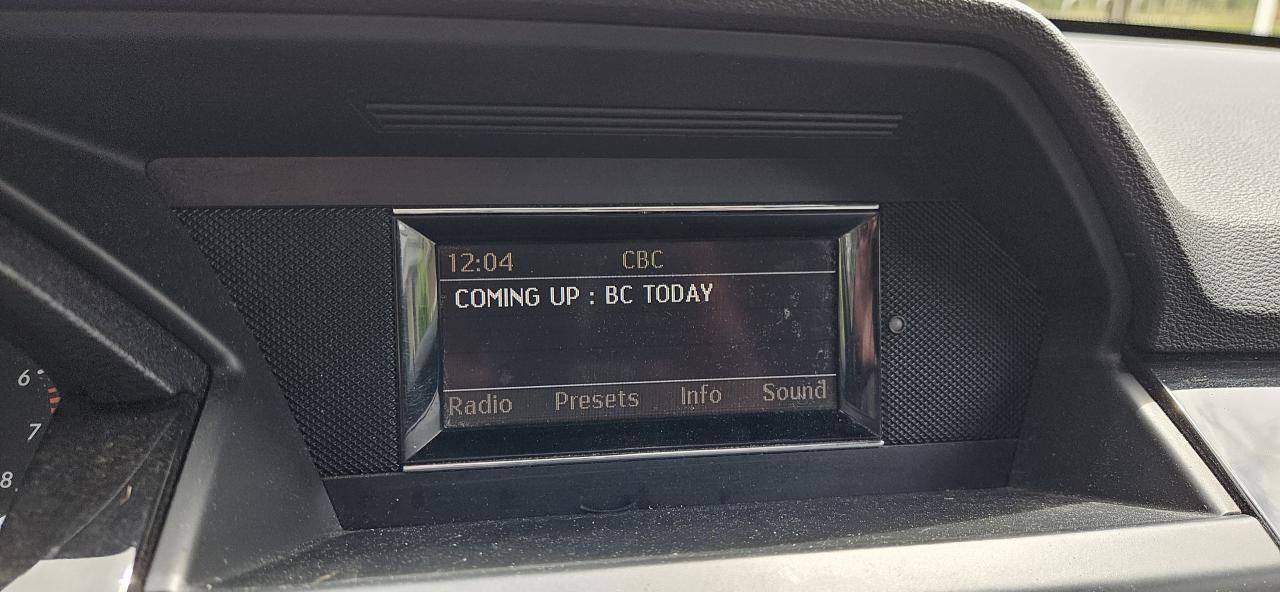 12:04 CBC
COMING UP : BC TODAY
Radio Presets Info Sound
6
7
8